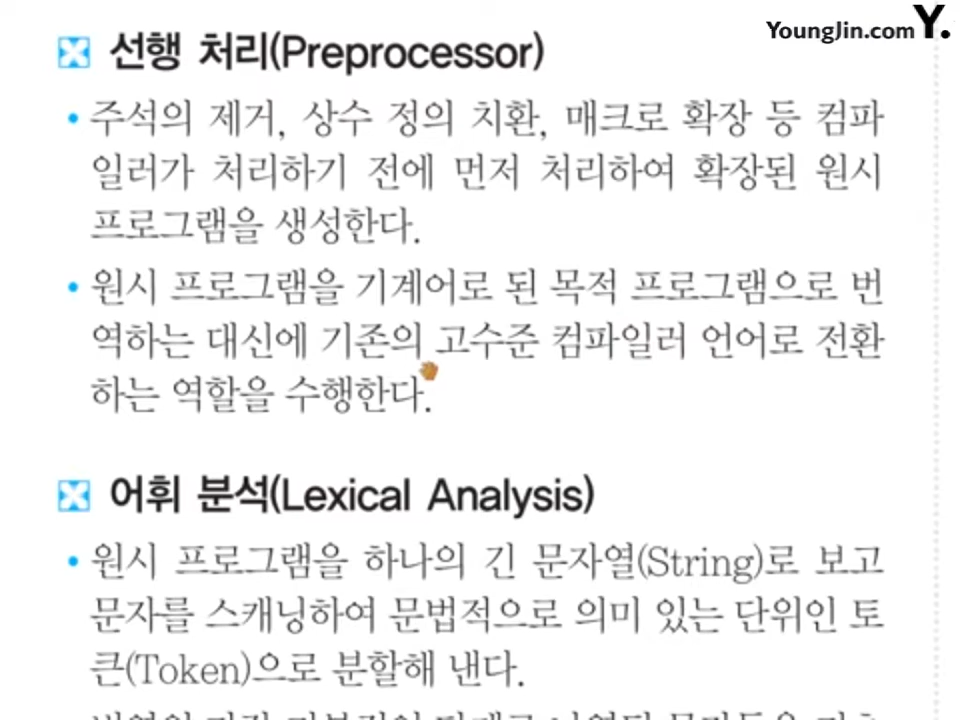 YoungJin.com Y.
선행 처리(Preprocessor)
• 주석의 제거, 상수 정의 치환, 매크로 확장 등 컴파
일러가 처리하기 전에 먼저 처리하여 확장된 원시
프로그램을 생성한다.
• 원시 프로그램을 기계어로 된 목적 프로그램으로 번
역하는 대신에 기존의 고수준 컴파일러 언어로 전환
하는 역할을 수행한다.
어휘 분석(Lexical Analysis)
• 원시 프로그램을 하나의 긴 문자열(String)로 보고
문자를 스캐닝하여 문법적으로 의미 있는 단위인 토
큰(Token)으로 분할해 낸다.